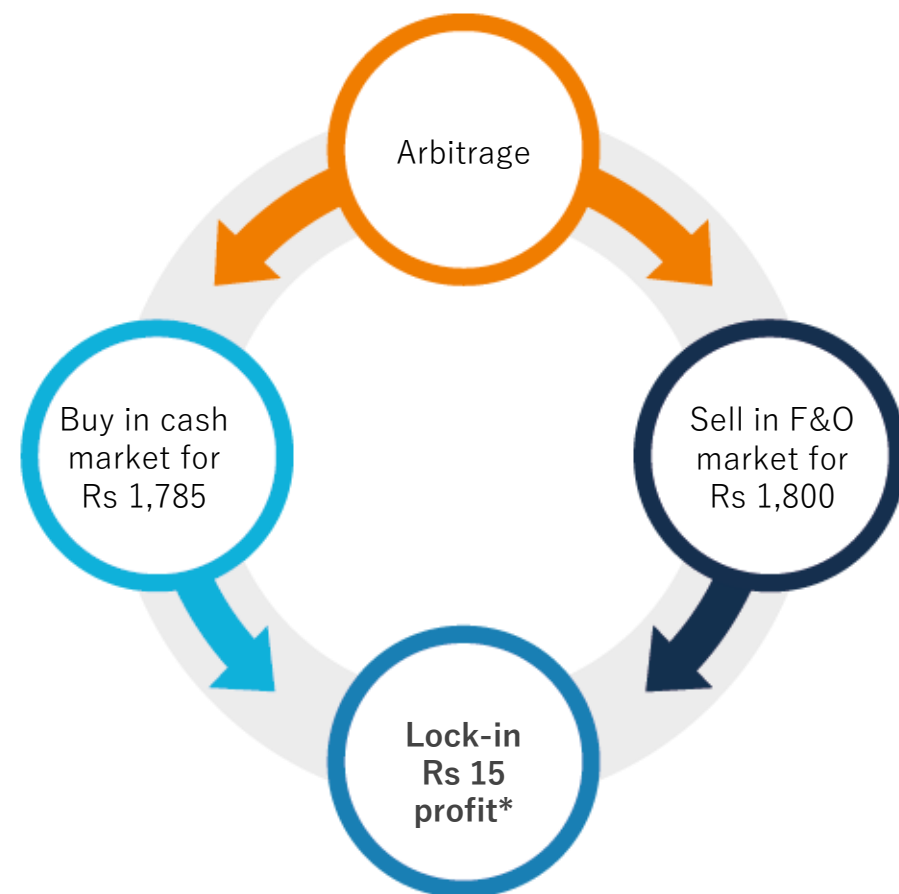 Arbitrage
Buy in cash
market for
Rs 1,785
Sell in F&O
market for
Rs 1,800
Lock-in
Rs 15
profit*